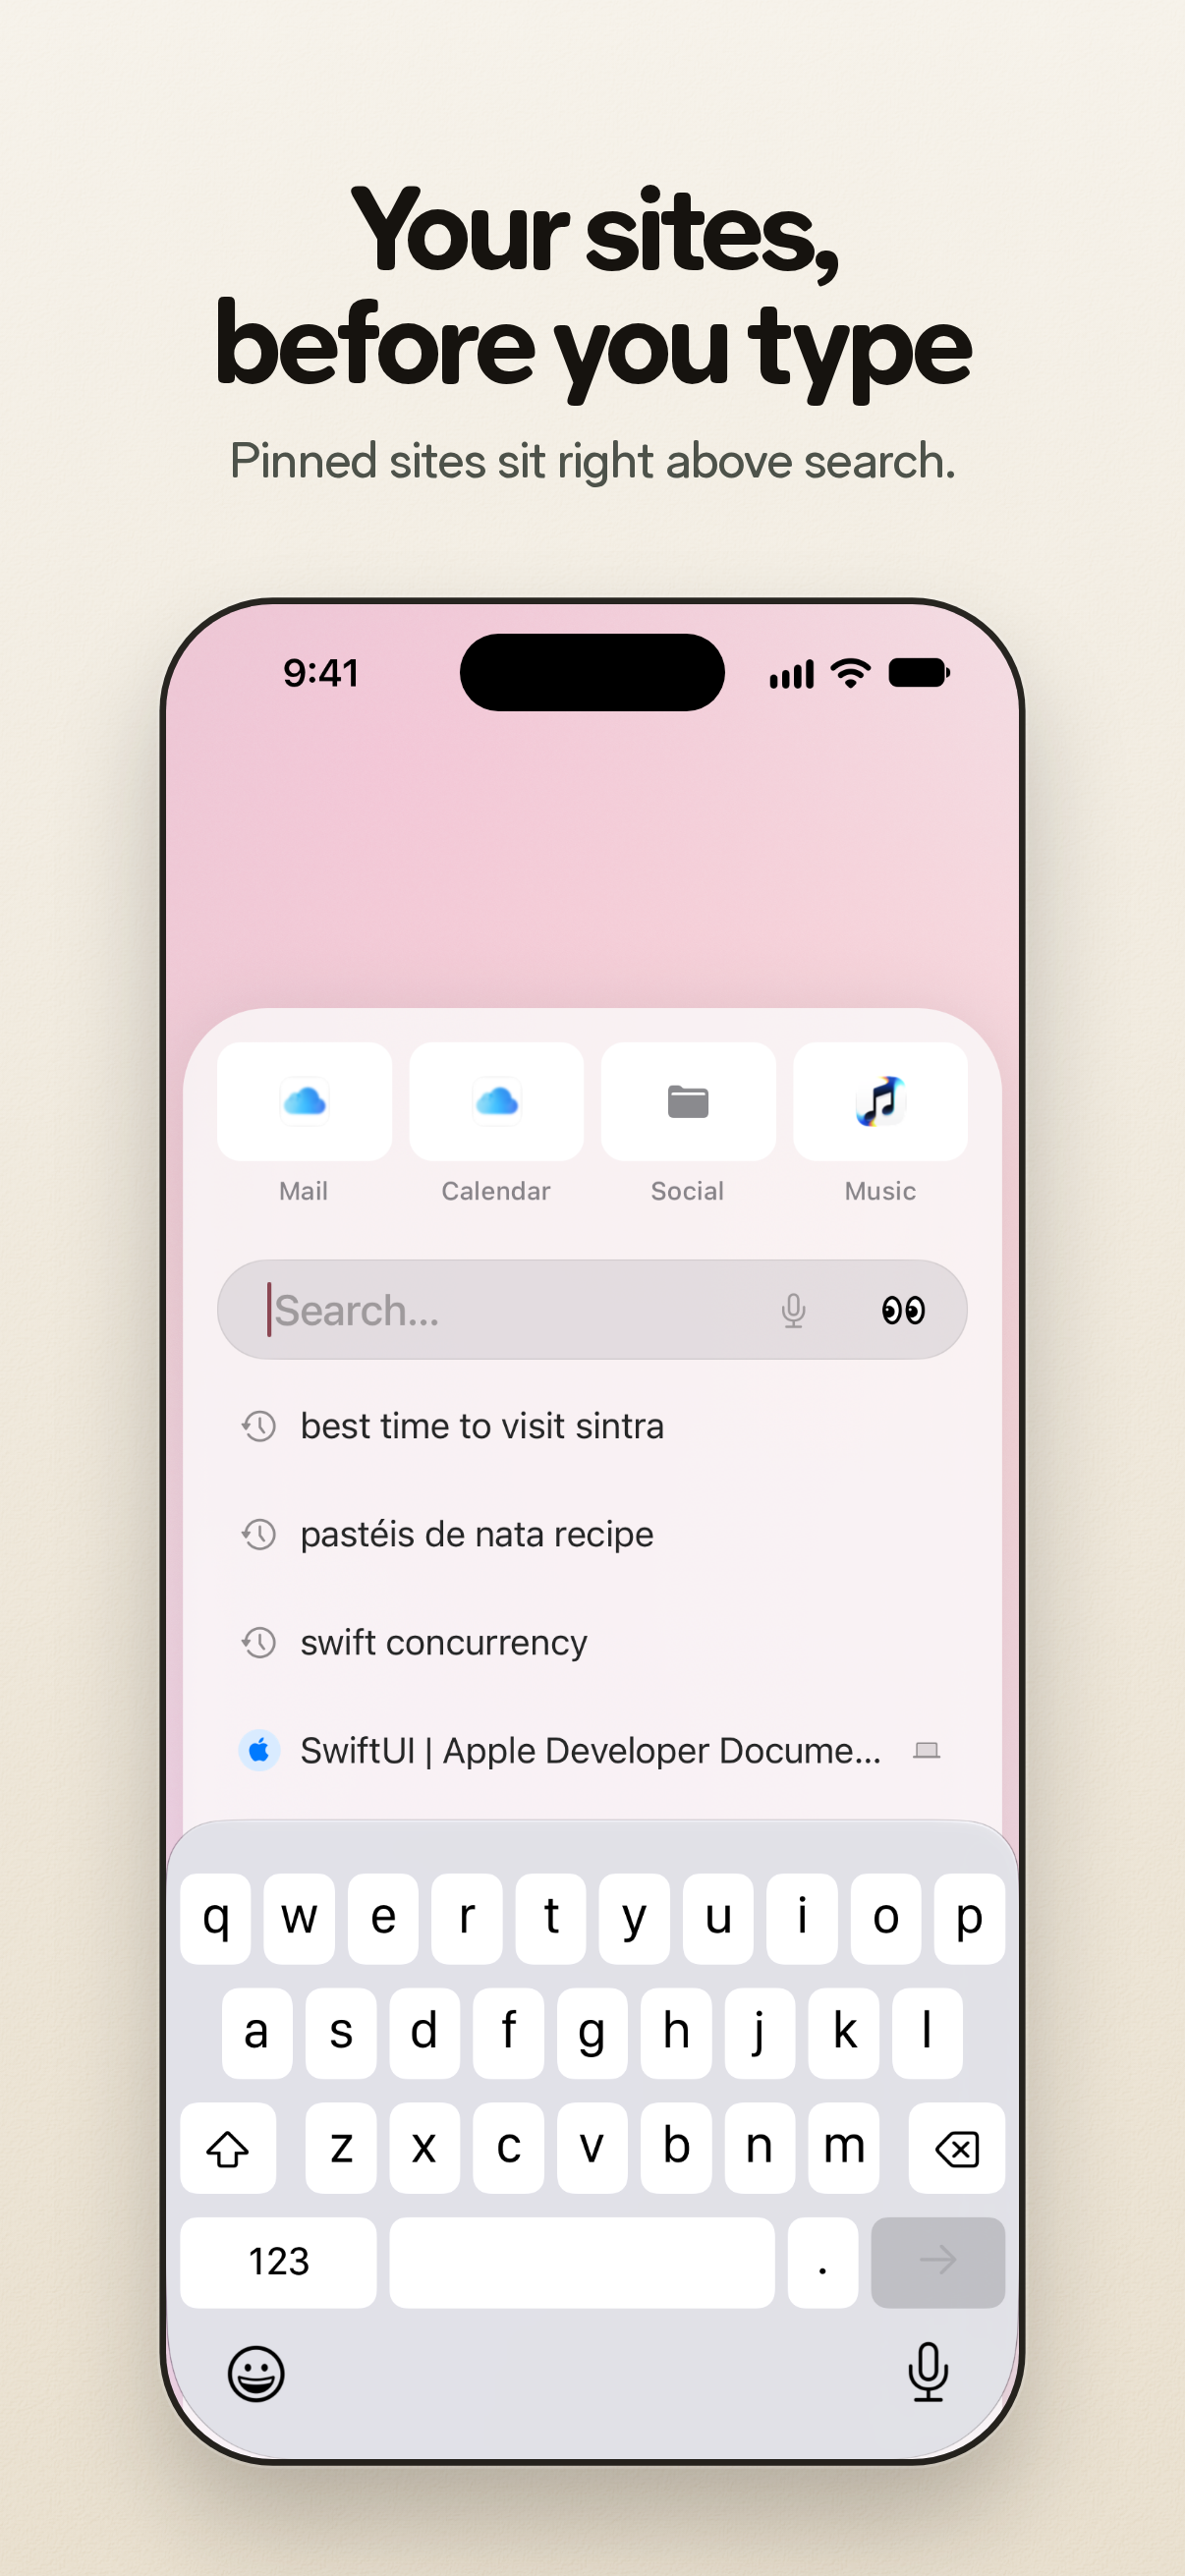 Your sites,
before you type
Pinned sites sit right above search.
9:41
Mail Calendar Social Music
Search...
best time to visit sintra
pastéis de nata recipe
swift concurrency
SwiftUI | Apple Developer Docume...
q w e r t y u i o p
a s d f g h j k l
z x c v b n m
123 .